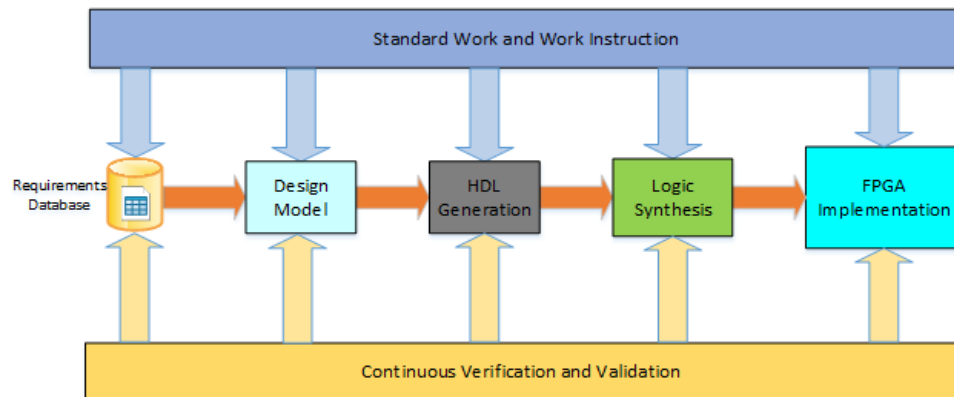 Standard Work and Work Instruction
Requirements
Database
Design
Model
HDL
Generation
Logic
Synthesis
FPGA
Implementation
Continuous Verification and Validation